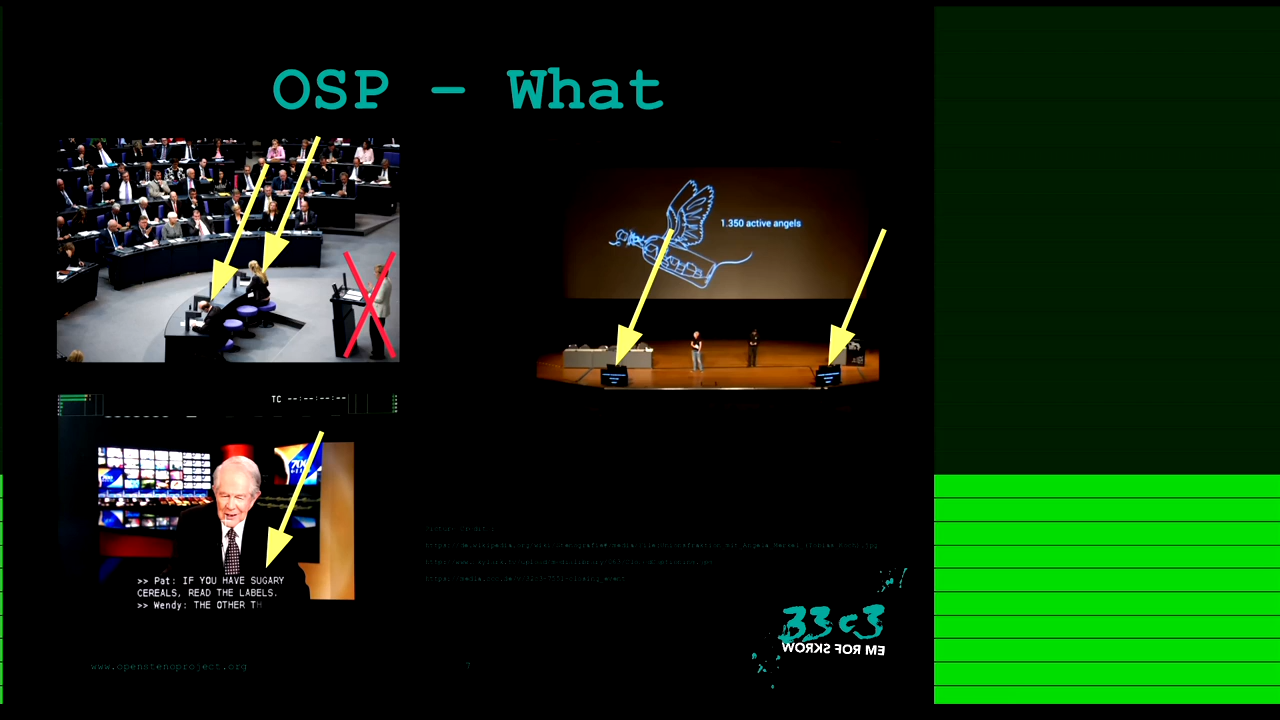 OSP - What
1.350 active angels
TC --:--:--:--
700
>> Pat: IF YOU HAVE SUGARY
CEREALS, READ THE LABELS.
>> Wendy: THE OTHER TH
33c3
WORKS FOR ME
www.openstenoproject.org
7